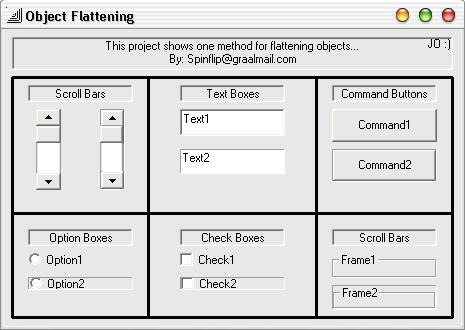 Object Flattening
This project shows one method for flattening objects...
JO :)
By: Spinflip@graalmail.com
Scroll Bars
Text Boxes
Command Buttons
Text1
Command1
Text2
Command2
Option Boxes
Check Boxes
Scroll Bars
Option1
Check1
Frame1
Option2
Check2
Frame2